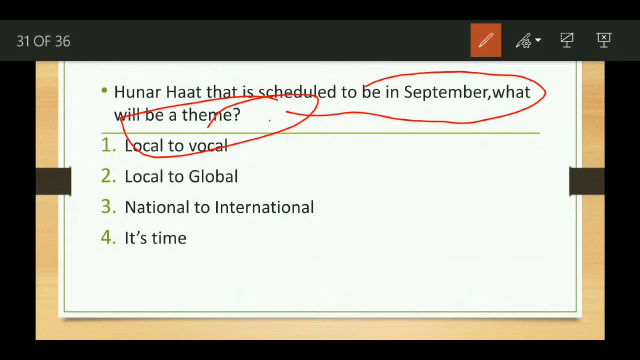 31 OF 36
• Hunar Haat that is scheduled to be in September,what
will be a theme?
1. Local to vocal
2. Local to Global
3. National to International
4. It's time